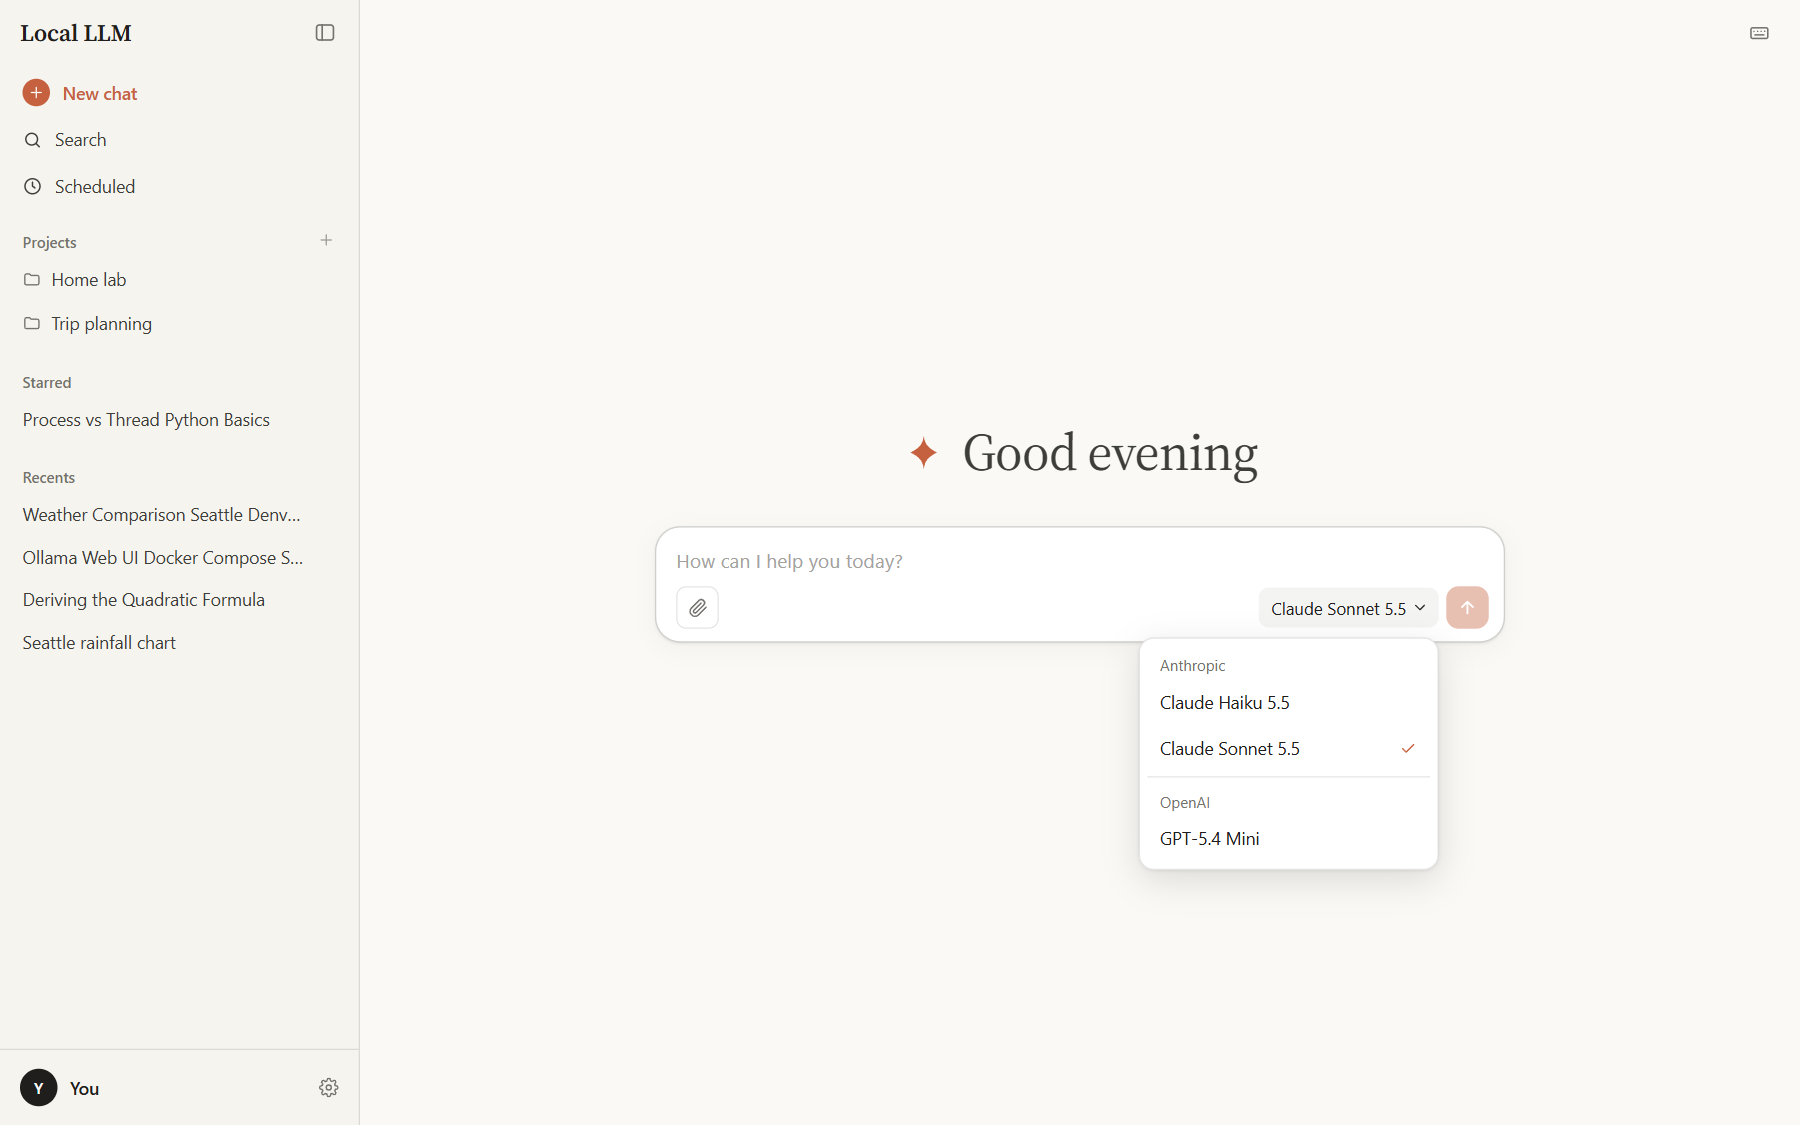 Local LLM
New chat
Search
Scheduled
Projects
Home lab
Trip planning
Starred
Process vs Thread Python Basics
Recents
Weather Comparison Seattle Denv...
Ollama Web UI Docker Compose S...
Deriving the Quadratic Formula
Seattle rainfall chart
Y
You
Good evening
How can I help you today?
Claude Sonnet 5.5
Anthropic
Claude Haiku 5.5
Claude Sonnet 5.5
OpenAI
GPT-5.4 Mini